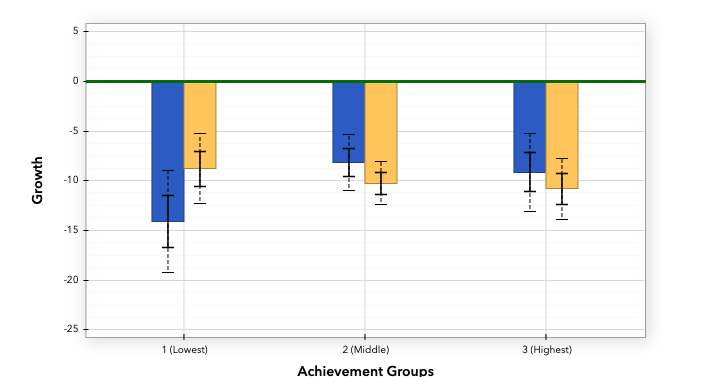 5
0
-5
-10
-15
-20
-25
Growth
1 (Lowest)
2 (Middle)
3 (Highest)
Achievement Groups